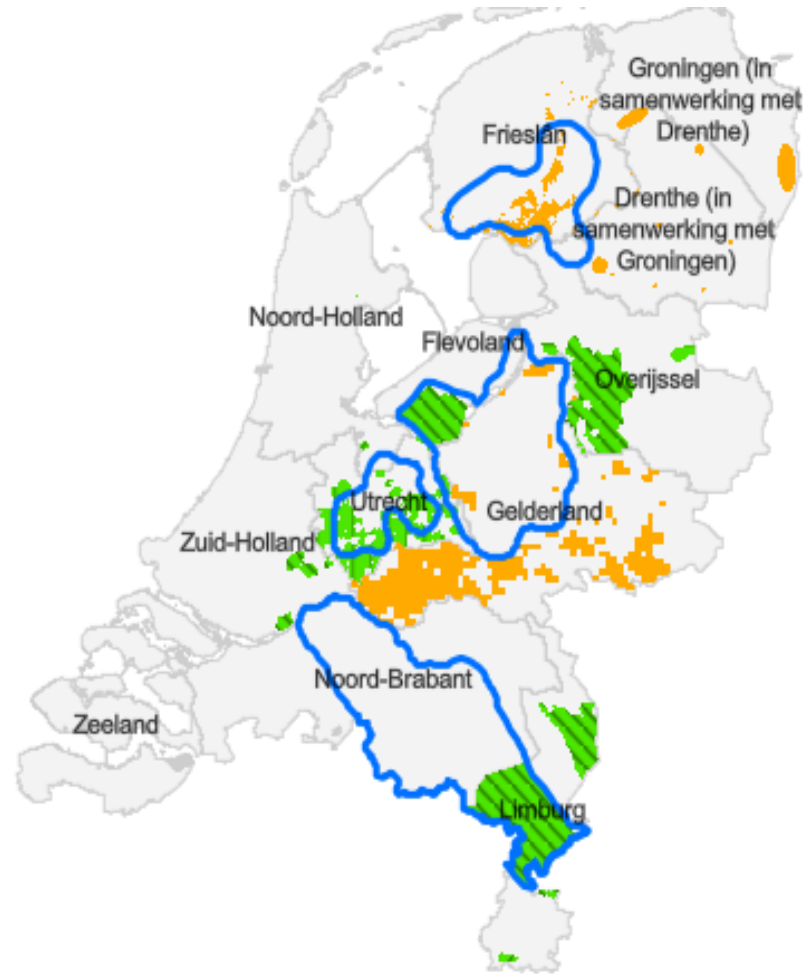 Groningen (in
samenwerking met
Drenthe)
Frieslân
Drenthe (in
samenwerking met
Groningen)
Noord-Holland
Flevoland
Overijssel
Utrecht
Gelderland
Zuid-Holland
Noord-Brabant
Zeeland
Limburg